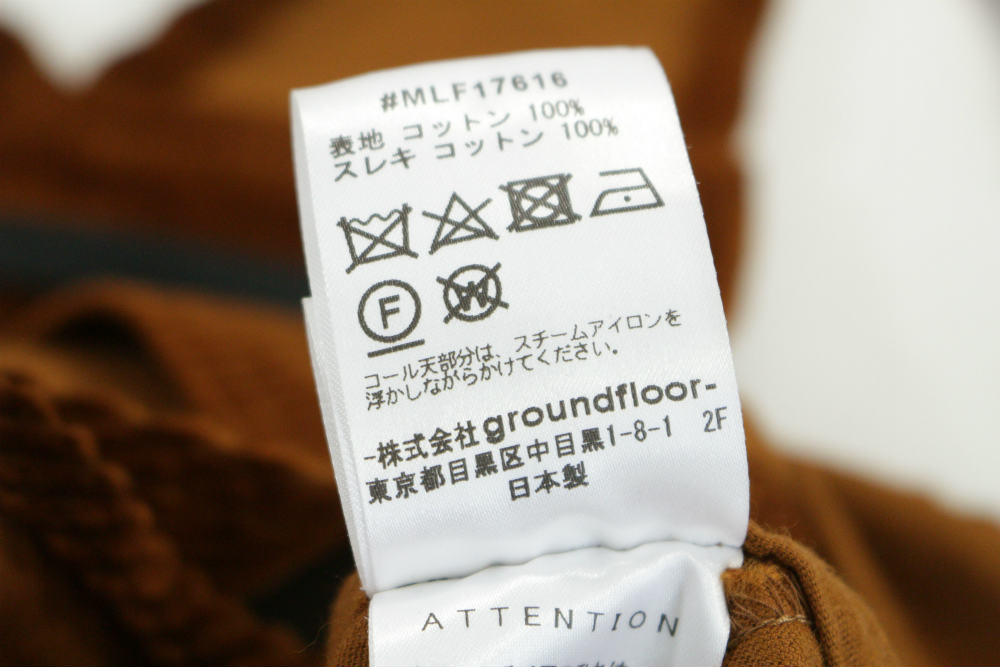 #MLF17616
表地 コットン 100%
スレキ コットン 100%
F W
コール天部分は、スチームアイロンを
浮かしながらかけてください。
-株式会社groundfloor-
東京都目黒区中目黒1-8-1 2F
日本製
ATTENTION